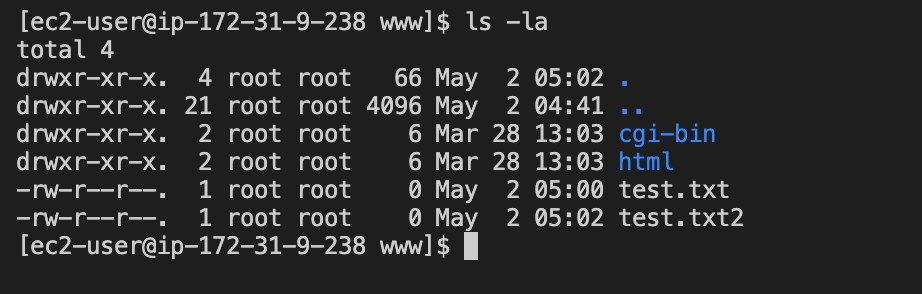 [ec2-user@ip-172-31-9-238 www]$ ls -la
total 4
drwxr-xr-x.  4 root root   66 May  2 05:02 .
drwxr-xr-x. 21 root root 4096 May  2 04:41 ..
drwxr-xr-x.  2 root root    6 Mar 28 13:03 cgi-bin
drwxr-xr-x.  2 root root    6 Mar 28 13:03 html
-rw-r--r--.  1 root root    0 May  2 05:00 test.txt
-rw-r--r--.  1 root root    0 May  2 05:02 test.txt2
[ec2-user@ip-172-31-9-238 www]$